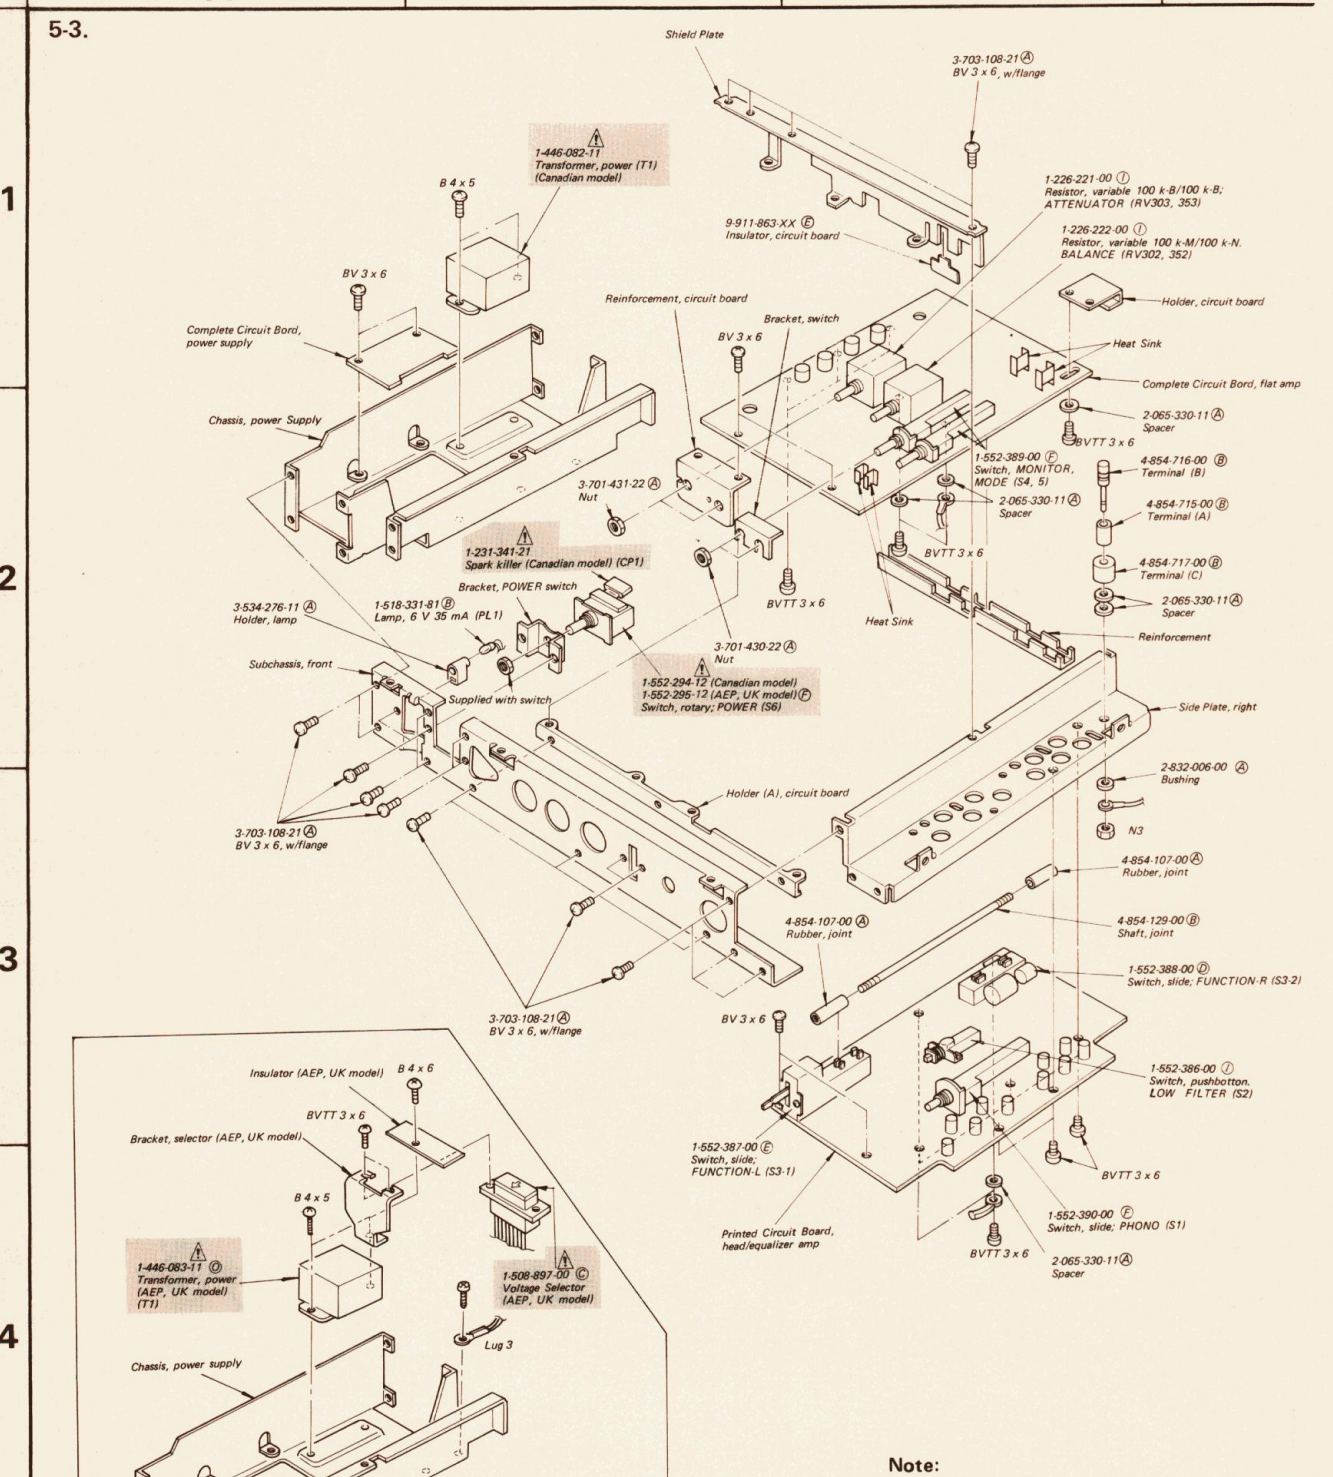 5-3.
Shield Plate
3-703-108-21 Ⓐ
BV 3 x 6, w/flange
1-446-082-11
Transformer, power (T1)
(Canadian model)
B 4 x 5
1
1-226-221-00 Ⓘ
Resistor, variable 100 k-B/100 k-B;
ATTENUATOR (RV303, 353)
9-911-863-XX Ⓔ
Insulator, circuit board
1-226-222-00 Ⓘ
Resistor, variable 100 k-M/100 k-N.
BALANCE (RV302, 352)
BV 3 x 6
Reinforcement, circuit board
Holder, circuit board
Bracket, switch
Complete Circuit Bord,
power supply
BV 3 x 6
Heat Sink
Complete Circuit Bord, flat amp
Chassis, power Supply
2-065-330-11 Ⓐ
Spacer
BVTT 3 x 6
1-552-389-00 Ⓕ
Switch, MONITOR,
MODE (S4, 5)
4-854-716-00 Ⓑ
Terminal (B)
3-701-431-22 Ⓐ
Nut
2-065-330-11 Ⓐ
Spacer
4-854-715-00 Ⓑ
Terminal (A)
BVTT 3 x 6
1-231-341-21
Spark killer (Canadian model) (CP1)
2
4-854-717-00 Ⓑ
Terminal (C)
Bracket, POWER switch
BVTT 3 x 6
2-065-330-11 Ⓐ
Spacer
3-534-276-11 Ⓐ
Holder, lamp
1-518-331-81 Ⓑ
Lamp, 6 V 35 mA (PL1)
Heat Sink
Reinforcement
3-701-430-22 Ⓐ
Nut
Subchassis, front
1-552-294-12 (Canadian model)
1-552-295-12 (AEP, UK model) Ⓕ
Switch, rotary; POWER (S6)
Supplied with switch
Side Plate, right
2-832-006-00 Ⓐ
Bushing
Holder (A), circuit board
N3
3-703-108-21 Ⓐ
BV 3 x 6, w/flange
4-854-107-00 Ⓐ
Rubber, joint
4-854-107-00 Ⓐ
Rubber, joint
4-854-129-00 Ⓑ
Shaft, joint
3
1-552-388-00 Ⓓ
Switch, slide; FUNCTION-R (S3-2)
3-703-108-21 Ⓐ
BV 3 x 6, w/flange
BV 3 x 6
1-552-386-00 Ⓘ
Switch, pushbotton.
LOW FILTER (S2)
Insulator (AEP, UK model)
B 4 x 6
BVTT 3 x 6
Bracket, selector (AEP, UK model)
1-552-387-00 Ⓔ
Switch, slide;
FUNCTION-L (S3-1)
BVTT 3 x 6
B 4 x 5
1-552-390-00 Ⓕ
Switch, slide; PHONO (S1)
Printed Circuit Board,
head/equalizer amp
BVTT 3 x 6
2-065-330-11 Ⓐ
Spacer
1-446-083-11 Ⓞ
Transformer, power
(AEP, UK model)
(T1)
1-508-897-00 Ⓒ
Voltage Selector
(AEP, UK model)
4
Lug 3
Chassis, power supply
Note: